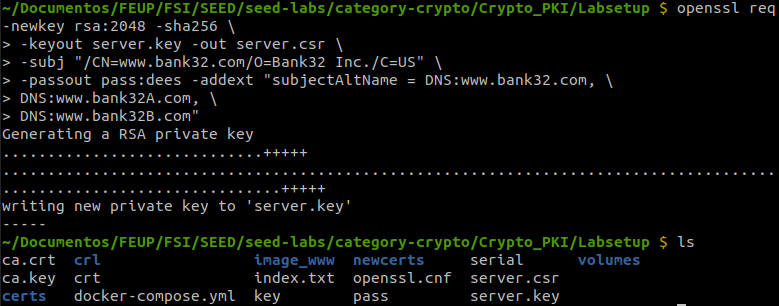 ~/Documentos/FEUP/FSI/SEED/seed-labs/category-crypto/Crypto_PKI/Labsetup $ openssl req
-newkey rsa:2048 -sha256 \
> -keyout server.key -out server.csr \
> -subj "/CN=www.bank32.com/O=Bank32 Inc./C=US" \
> -passout pass:dees -addext "subjectAltName = DNS:www.bank32.com, \
> DNS:www.bank32A.com, \
> DNS:www.bank32B.com"
Generating a RSA private key
.............................+++++
.....................................................................................
...............................+++++
writing new private key to 'server.key'
-----
~/Documentos/FEUP/FSI/SEED/seed-labs/category-crypto/Crypto_PKI/Labsetup $ ls
ca.crt crl image_www newcerts serial volumes
ca.key crt index.txt openssl.cnf server.csr
certs docker-compose.yml key pass server.key